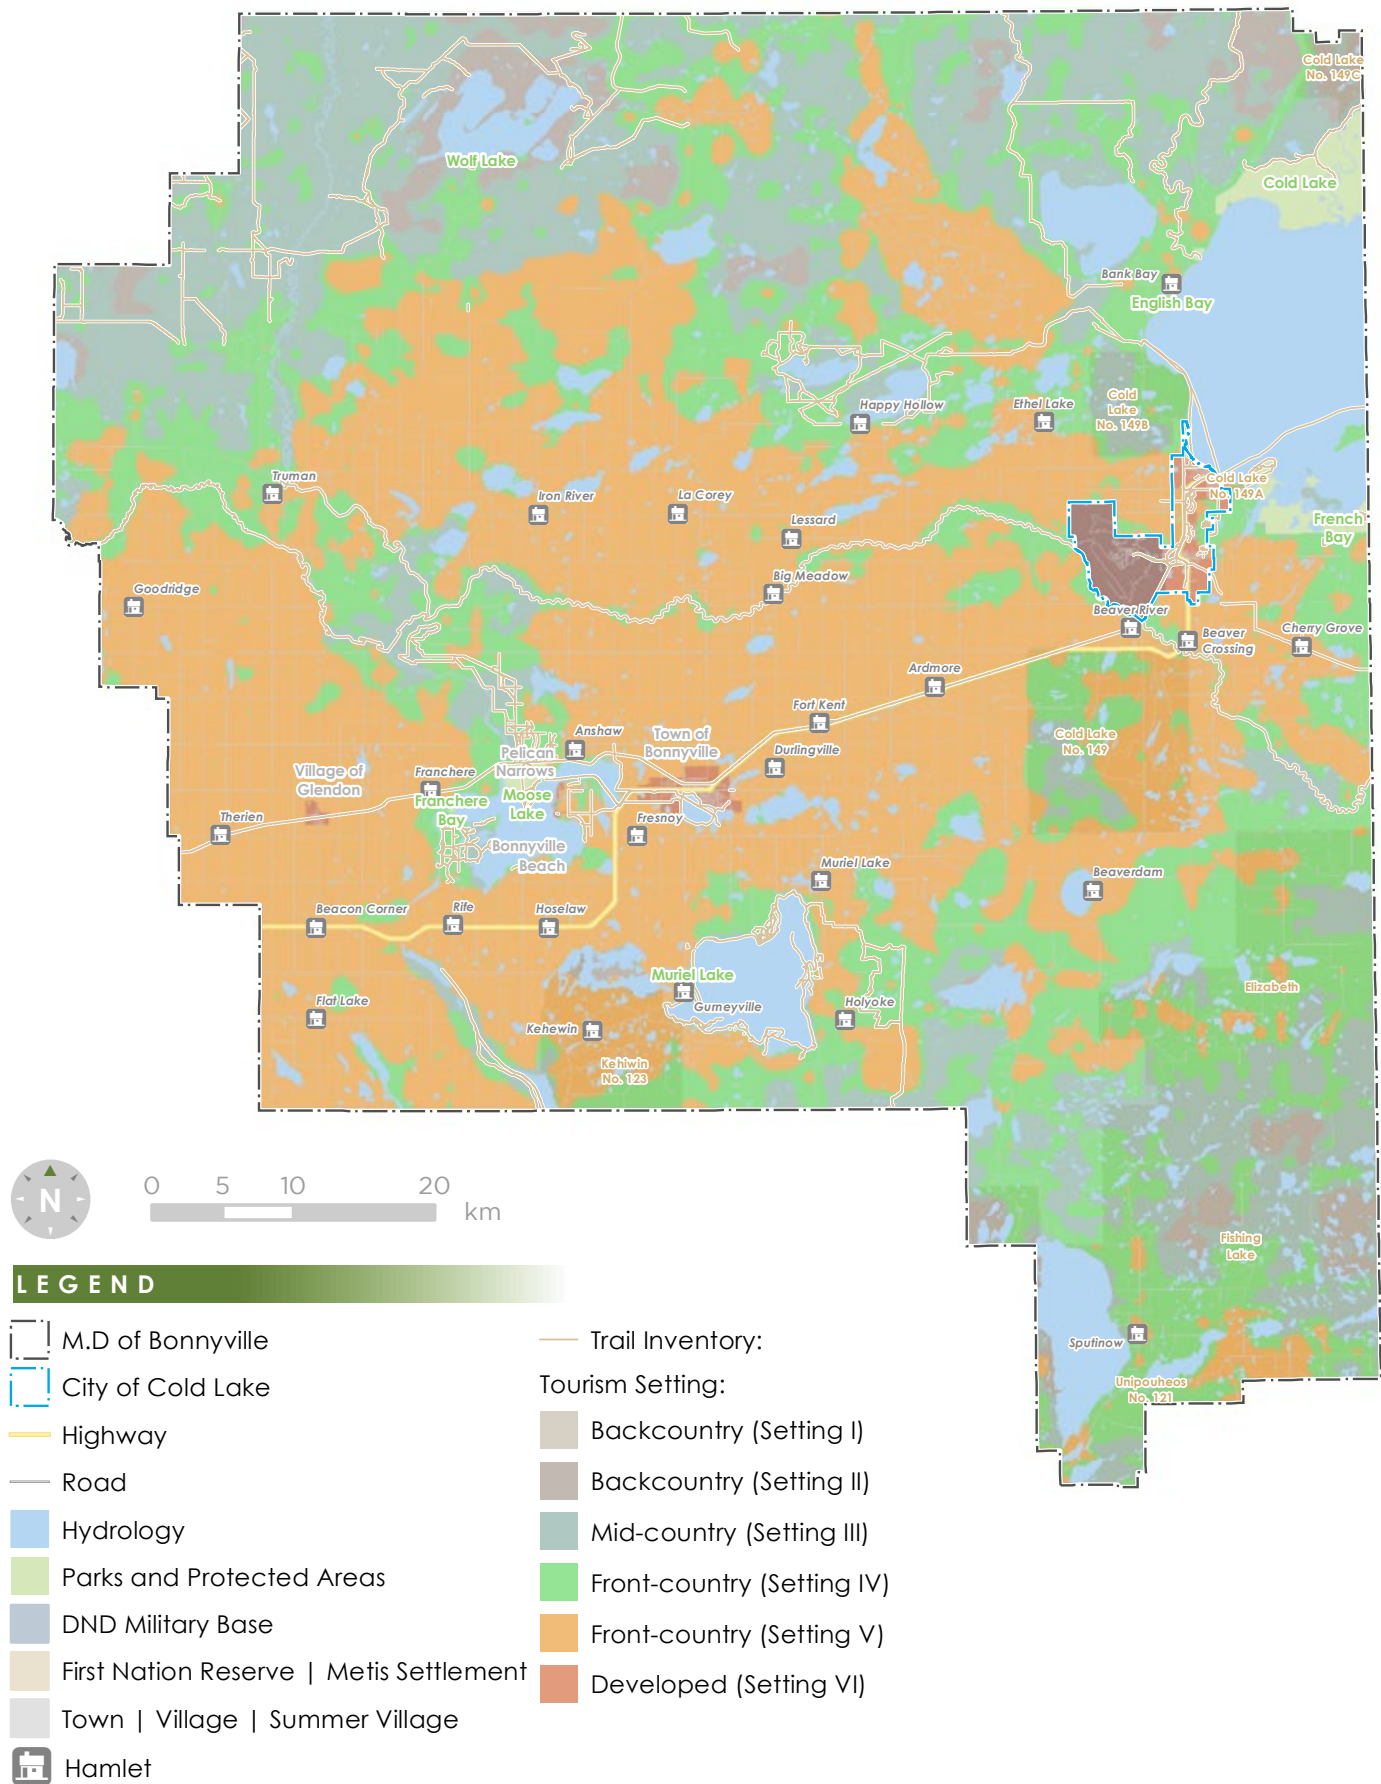 Cold Lake
No. 149C
Wolf Lake
Cold Lake
Bank Bay
English Bay
Happy Hollow
Ethel Lake
Cold
Lake
No. 149B
Truman
Iron River
La Corey
Cold Lake
No. 149A
Lessard
French
Bay
Big Meadow
Goodridge
Beaver River
Beaver
Crossing
Cherry Grove
Ardmore
Fort Kent
Anshaw
Town of
Bonnyville
Cold Lake
No. 149
Pelican
Narrows
Durlingville
Village of
Glendon
Franchere
Franchere
Bay
Moose
Lake
Therien
Fresnoy
Bonnyville
Beach
Muriel Lake
Beaverdam
Beacon Corner
Rife
Hoselaw
Muriel Lake
Elizabeth
Flat Lake
Gurneyville
Holyoke
Kehewin
Kehiwin
No. 123
Fishing
Lake
Sputinow
Unipouheos
No. 121
N
0 5 10 20
km
LEGEND
M.D of Bonnyville
City of Cold Lake
Highway
Road
Hydrology
Parks and Protected Areas
DND Military Base
First Nation Reserve | Metis Settlement
Town | Village | Summer Village
Hamlet
Trail Inventory:
Tourism Setting:
Backcountry (Setting I)
Backcountry (Setting II)
Mid-country (Setting III)
Front-country (Setting IV)
Front-country (Setting V)
Developed (Setting VI)